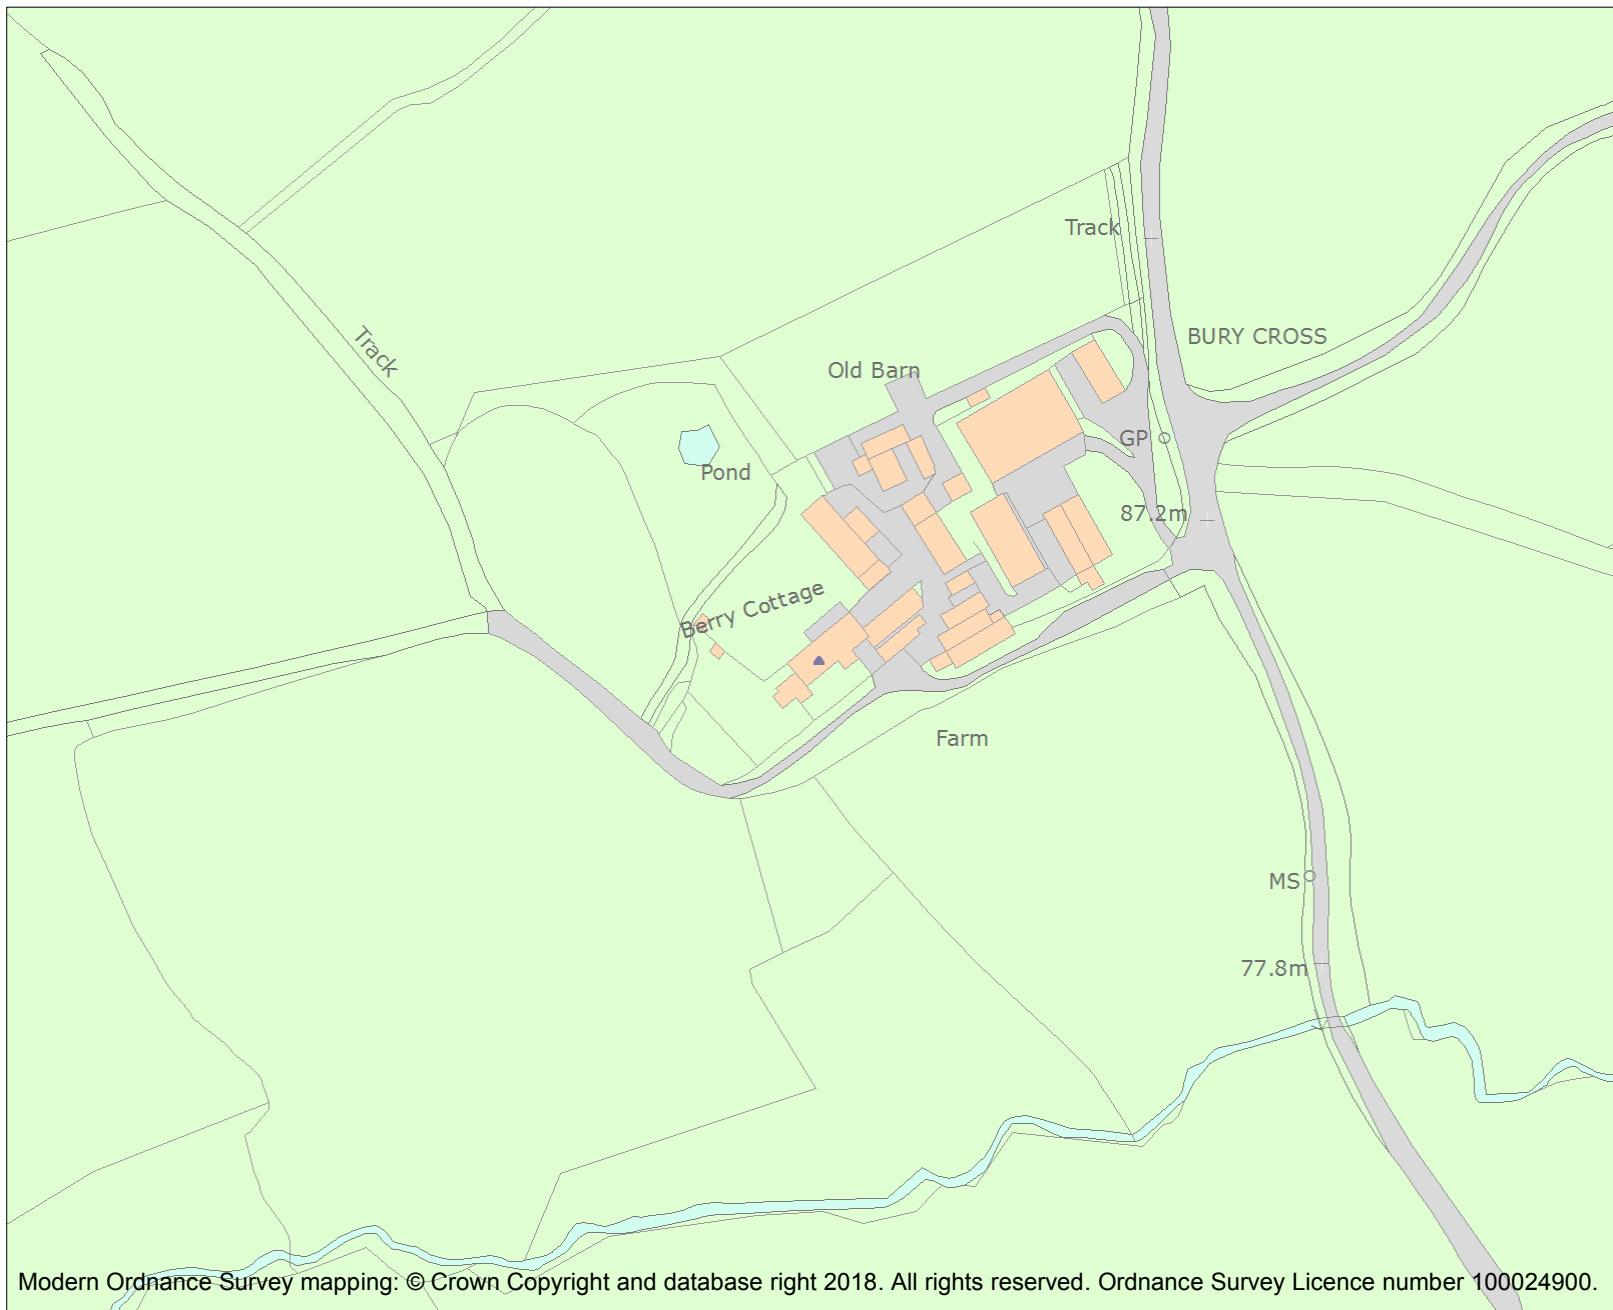 Track
BURY CROSS
Track
Old Barn
GP
Pond
87.2m
Berry Cottage
Farm
MS
77.8m
Modern Ordnance Survey mapping: © Crown Copyright and database right 2018. All rights reserved. Ordnance Survey Licence number 100024900.